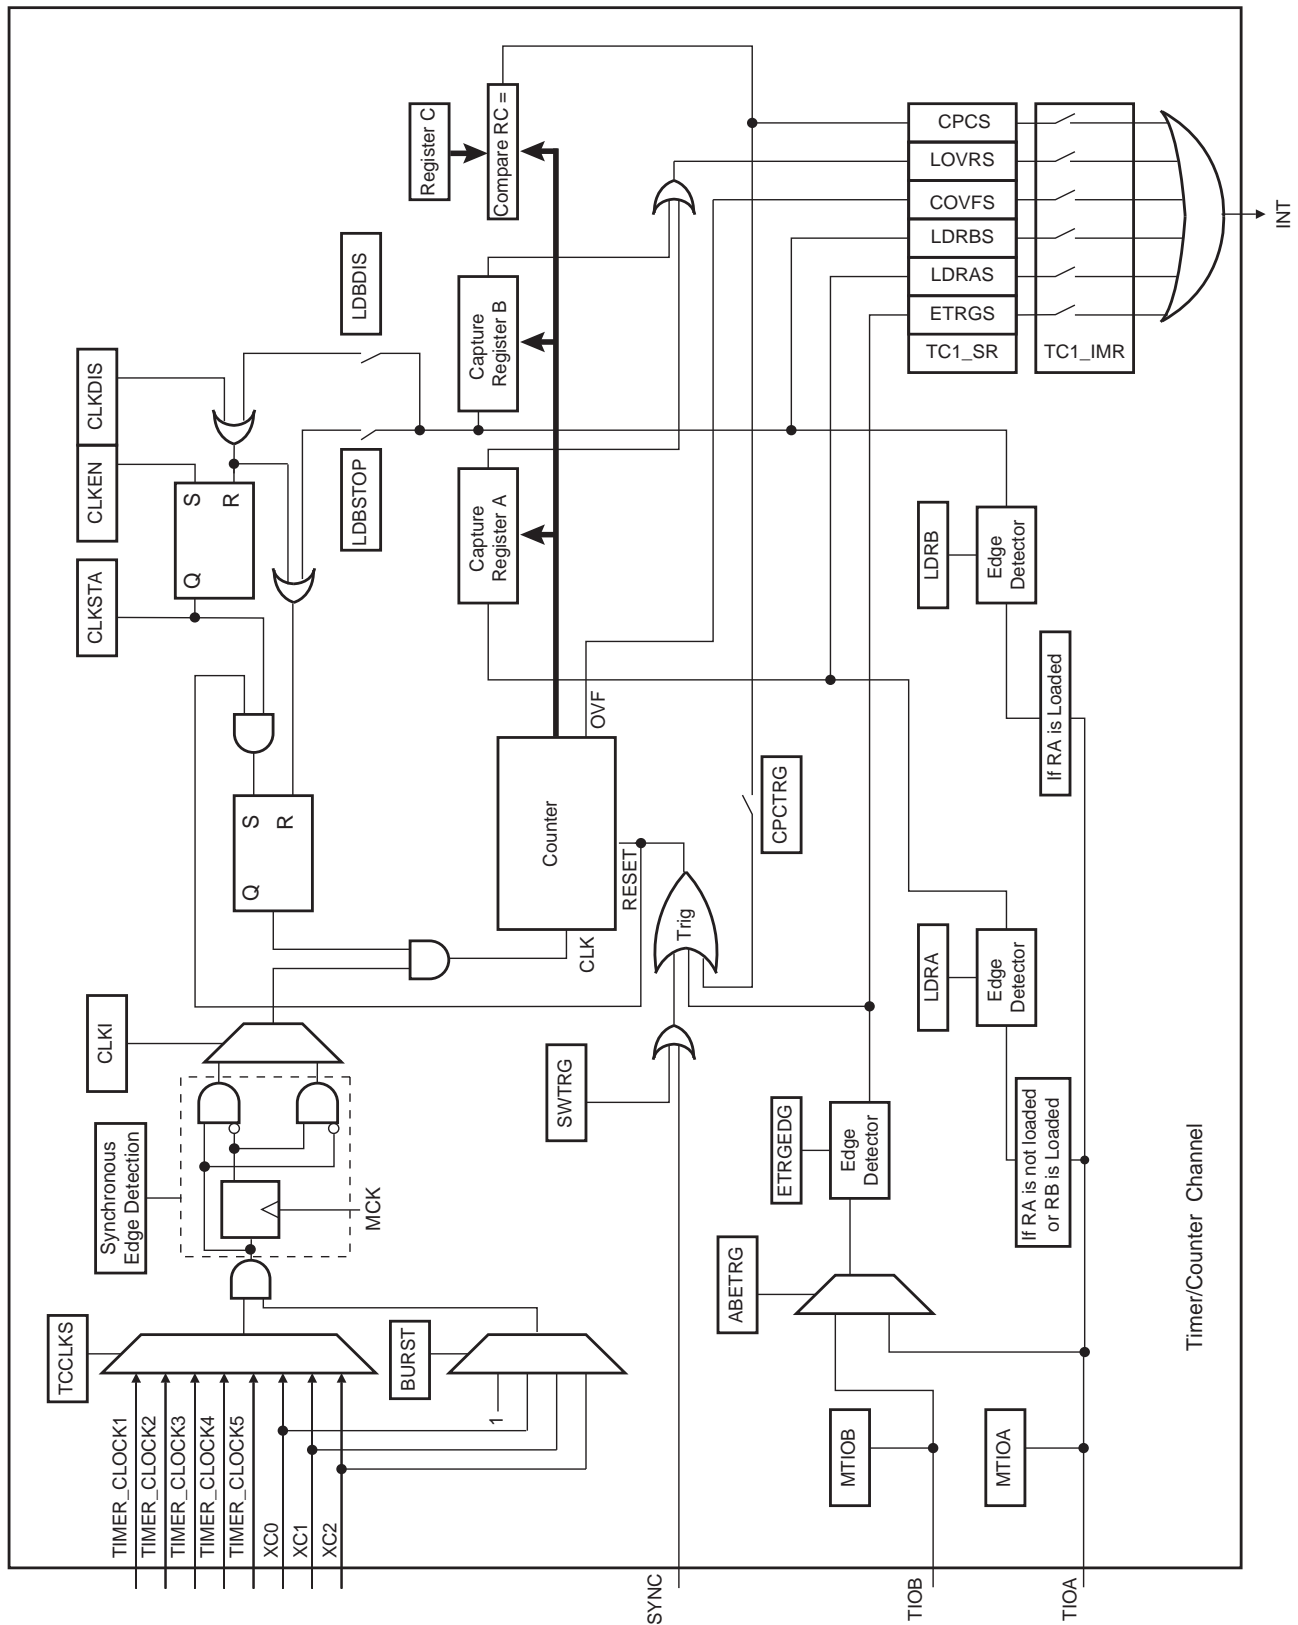 TCCLKS
TIMER_CLOCK1
TIMER_CLOCK2
TIMER_CLOCK3
TIMER_CLOCK4
TIMER_CLOCK5
XC0
XC1
XC2
BURST
1
Synchronous
Edge Detection
MCK
CLKI
CLKSTA
CLKEN
CLKDIS
Q
S
R
Q
S
R
LDBSTOP
LDBDIS
Register C
Compare RC =
Capture
Register A
Capture
Register B
Counter
CLK
OVF
RESET
SYNC
SWTRG
Trig
CPCTRG
ABETRG
ETRGEDG
Edge
Detector
MTIOB
TIOB
MTIOA
TIOA
LDRA
Edge
Detector
If RA is not loaded
or RB is Loaded
LDRB
Edge
Detector
If RA is Loaded
CPCS
LOVRS
COVFS
LDRBS
LDRAS
ETRGS
TC1_SR
TC1_IMR
INT
Timer/Counter Channel